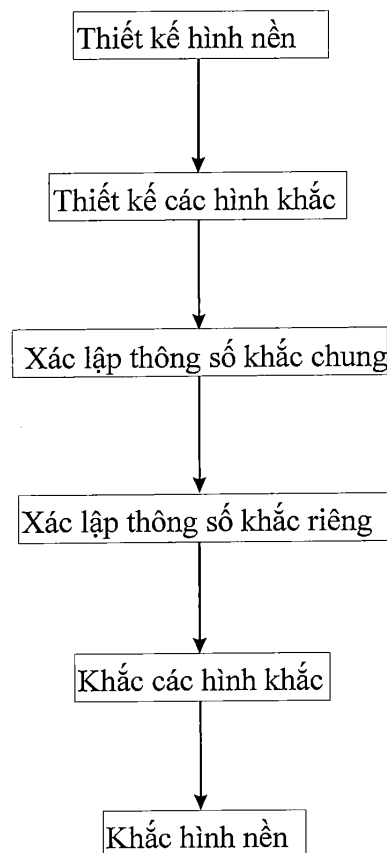 Thiết kế hình nền
Thiết kế các hình khắc
Xác lập thông số khắc chung
Xác lập thông số khắc riêng
Khắc các hình khắc
Khắc hình nền